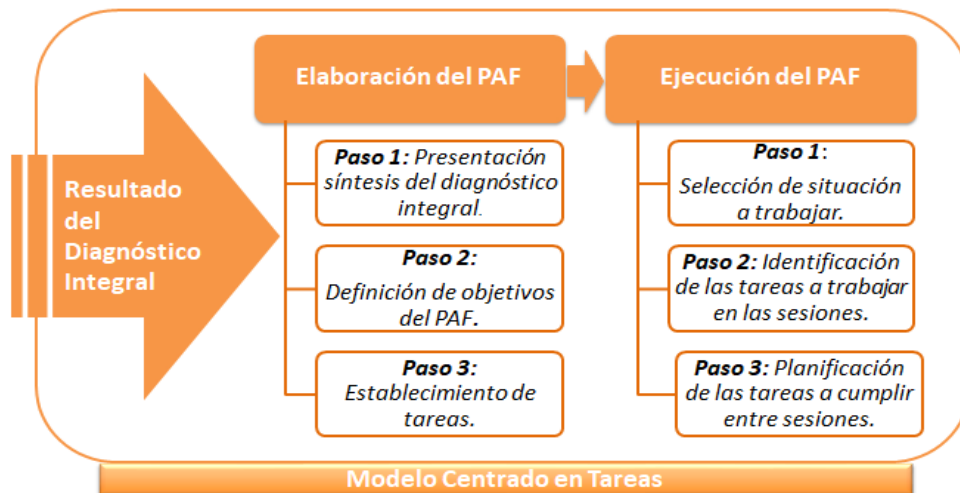 Resultado
del
Diagnóstico
Integral
Elaboración del PAF
Paso 1: Presentación
síntesis del diagnóstico
integral.
Paso 2:
Definición de objetivos
del PAF.
Paso 3:
Establecimiento de
tareas.
Ejecución del PAF
Paso 1:
Selección de situación
a trabajar.
Paso 2: Identificación
de las tareas a trabajar
en las sesiones.
Paso 3: Planificación
de las tareas a cumplir
entre sesiones.
Modelo Centrado en Tareas